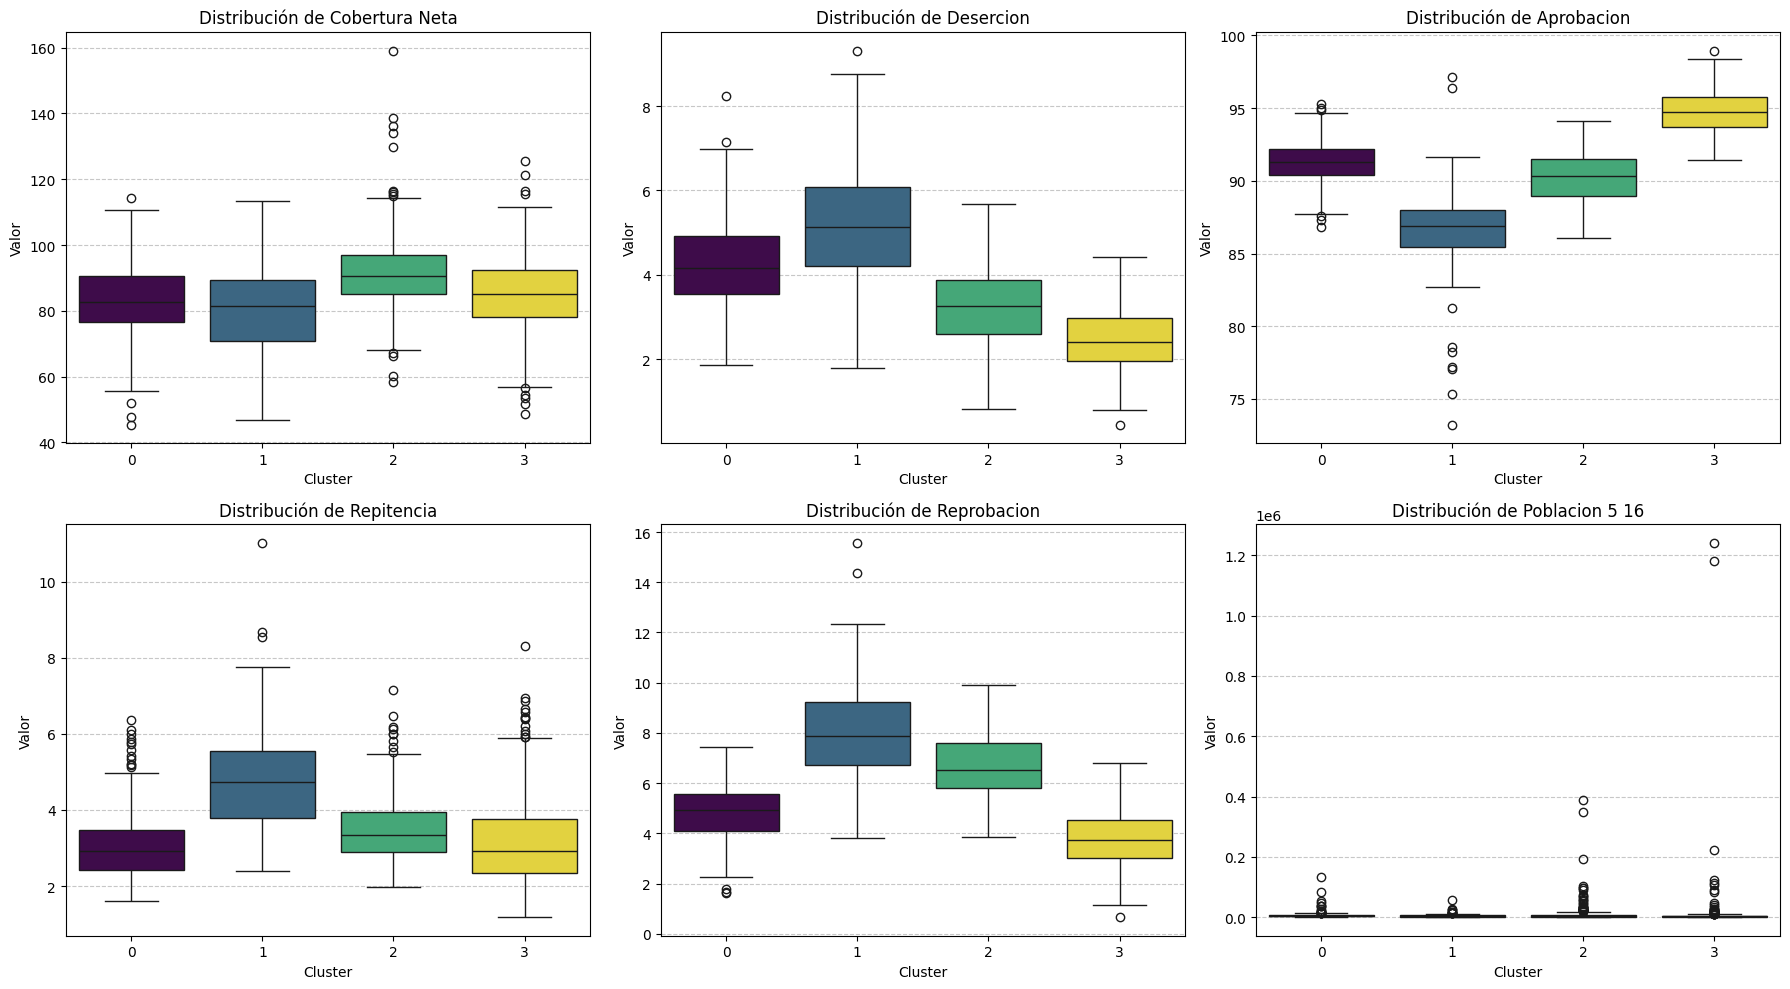 Distribución de Cobertura Neta
160
140
120
100
80
60
40
Valor
0 1 2 3
Cluster
Distribución de Desercion
8
6
4
2
Valor
0 1 2 3
Cluster
Distribución de Aprobacion
100
95
90
85
80
75
Valor
0 1 2 3
Cluster
Distribución de Repitencia
10
8
6
4
2
Valor
0 1 2 3
Cluster
Distribución de Reprobacion
16
14
12
10
8
6
4
2
0
Valor
0 1 2 3
Cluster
Distribución de Poblacion 5 16
1e6
1.2
1.0
0.8
0.6
0.4
0.2
0.0
Valor
0 1 2 3
Cluster